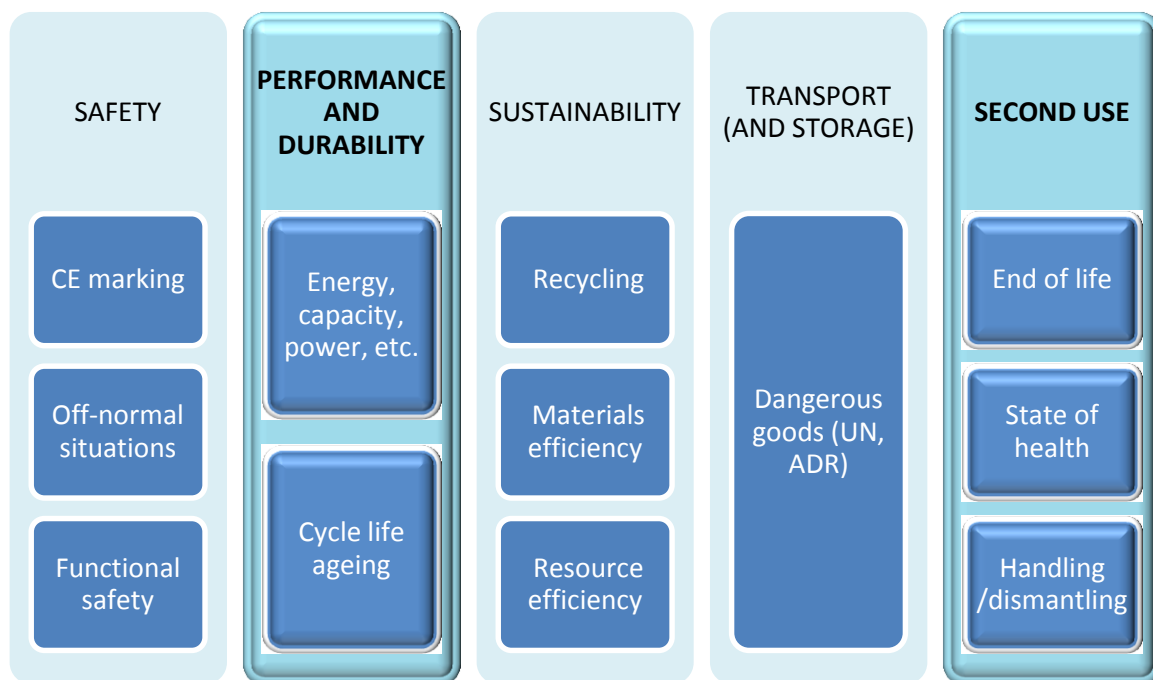 SAFETY
CE marking
Off-normal
situations
Functional
safety
PERFORMANCE
AND
DURABILITY
Energy,
capacity,
power, etc.
Cycle life
ageing
SUSTAINABILITY
Recycling
Materials
efficiency
Resource
efficiency
TRANSPORT
(AND STORAGE)
Dangerous
goods (UN,
ADR)
SECOND USE
End of life
State of
health
Handling
/dismantling